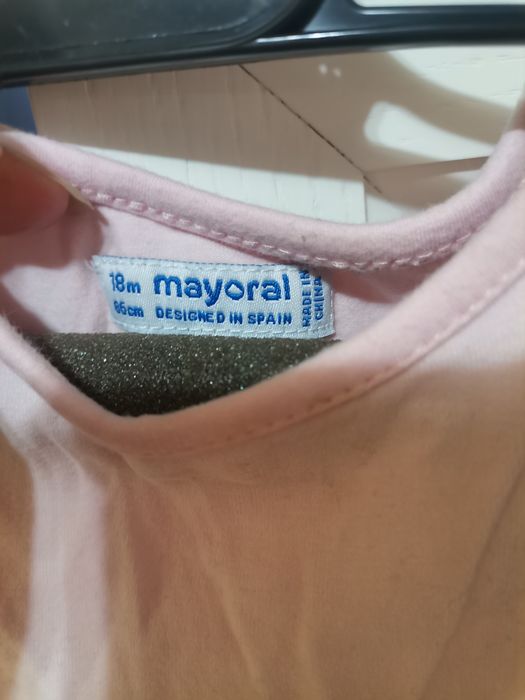 18m mayoral
86cm DESIGNED IN SPAIN
MADE IN
CHINA